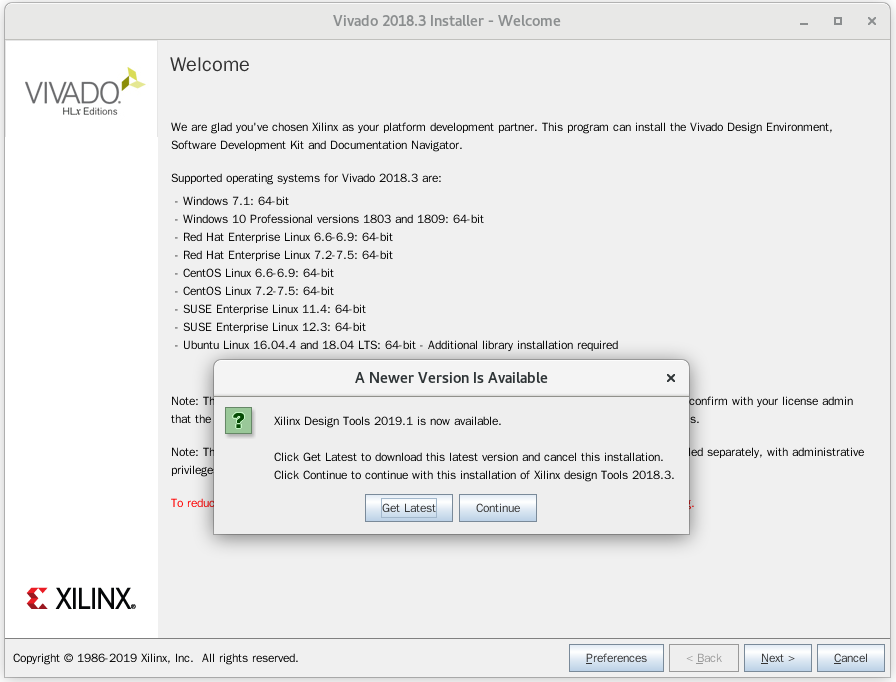 Vivado 2018.3 Installer - Welcome
VIVADO.
HLx Editions
Welcome
We are glad you've chosen Xilinx as your platform development partner. This program can install the Vivado Design Environment,
Software Development Kit and Documentation Navigator.
Supported operating systems for Vivado 2018.3 are:
- Windows 7.1: 64-bit
- Windows 10 Professional versions 1803 and 1809: 64-bit
- Red Hat Enterprise Linux 6.6-6.9: 64-bit
- Red Hat Enterprise Linux 7.2-7.5: 64-bit
- CentOS Linux 6.6-6.9: 64-bit
- CentOS Linux 7.2-7.5: 64-bit
- SUSE Enterprise Linux 11.4: 64-bit
- SUSE Enterprise Linux 12.3: 64-bit
- Ubuntu Linux 16.04.4 and 18.04 LTS: 64-bit - Additional library installation required
Note: Th confirm with your license admin
that the s.
Note: Th led separately, with administrative
privilege
To reduc g.
A Newer Version Is Available
?
Xilinx Design Tools 2019.1 is now available.
Click Get Latest to download this latest version and cancel this installation.
Click Continue to continue with this installation of Xilinx design Tools 2018.3.
Get Latest Continue
XILINX®
Copyright © 1986-2019 Xilinx, Inc. All rights reserved.
Preferences < Back Next > Cancel